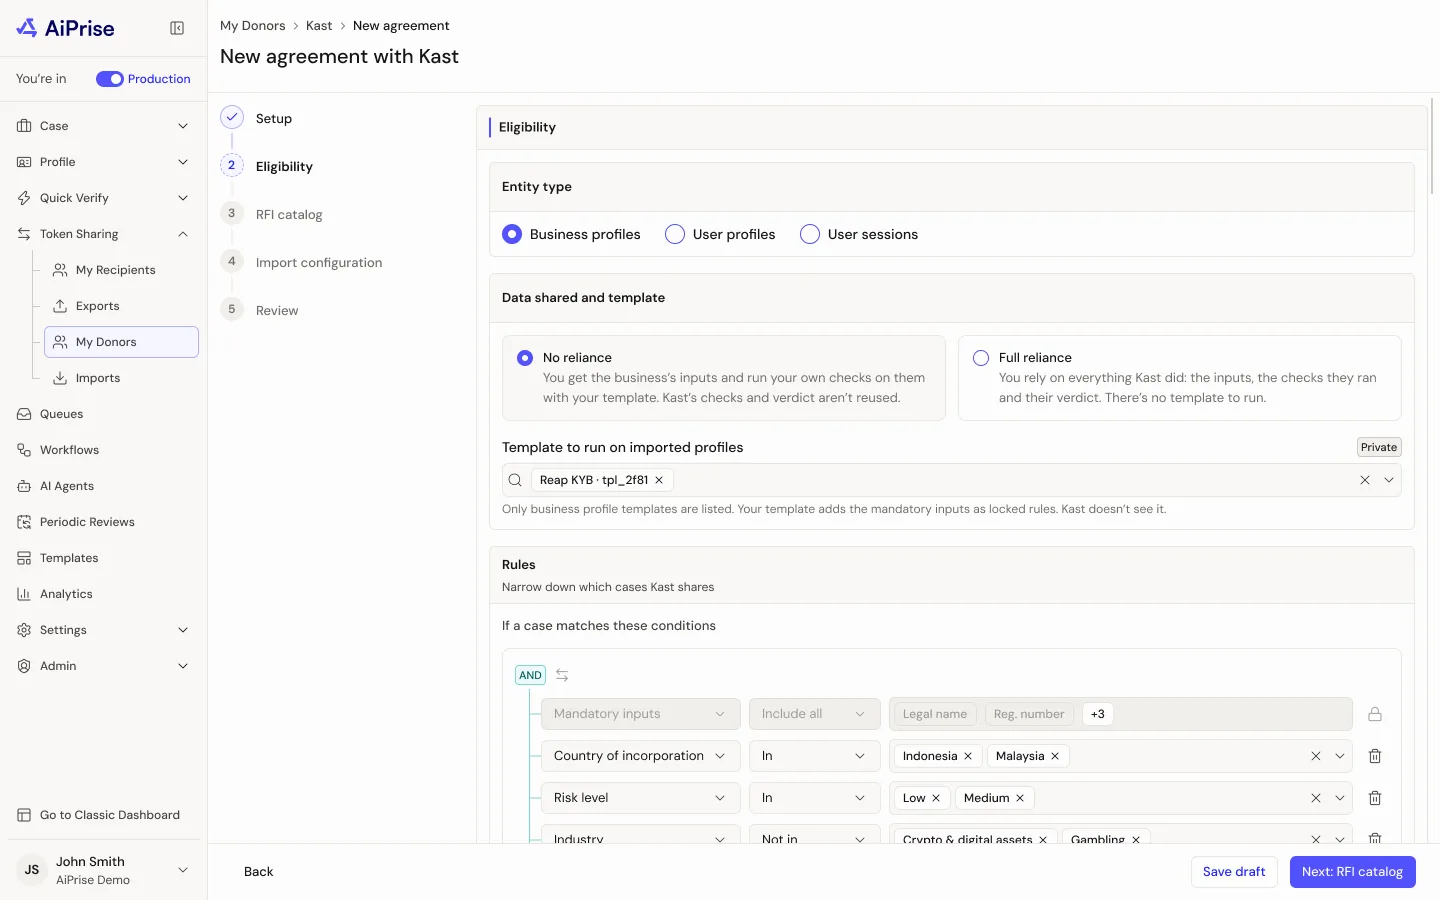 AiPrise
You're in
Production
Case
Profile
Quick Verify
Token Sharing
My Recipients
Exports
My Donors
Imports
Queues
Workflows
AI Agents
Periodic Reviews
Templates
Analytics
Settings
Admin
Go to Classic Dashboard
JS
John Smith
AiPrise Demo
My Donors > Kast > New agreement
New agreement with Kast
Setup
2 Eligibility
3 RFI catalog
4 Import configuration
5 Review
Eligibility
Entity type
Business profiles User profiles User sessions
Data shared and template
No reliance
You get the business's inputs and run your own checks on them
with your template. Kast's checks and verdict aren't reused.
Full reliance
You rely on everything Kast did: the inputs, the checks they ran
and their verdict. There's no template to run.
Template to run on imported profiles
Private
Reap KYB · tpl_2f81
Only business profile templates are listed. Your template adds the mandatory inputs as locked rules. Kast doesn't see it.
Rules
Narrow down which cases Kast shares
If a case matches these conditions
AND
Mandatory inputs Include all Legal name Reg. number +3
Country of incorporation In Indonesia Malaysia
Risk level In Low Medium
Industry Not in Crypto & digital assets Gambling
Back
Save draft
Next: RFI catalog